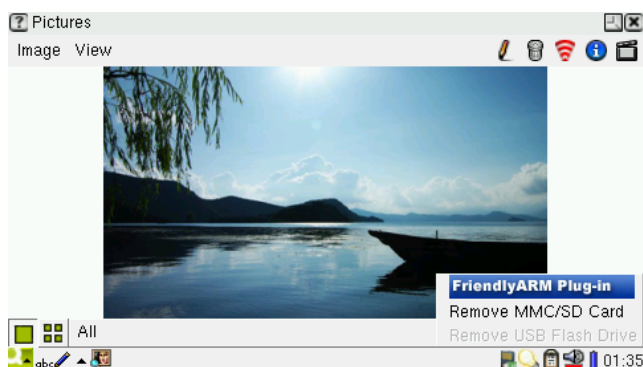 Pictures
Image View
FriendlyARM Plug-in
Remove MMC/SD Card
Remove USB Flash Drive
All
abc
01:35